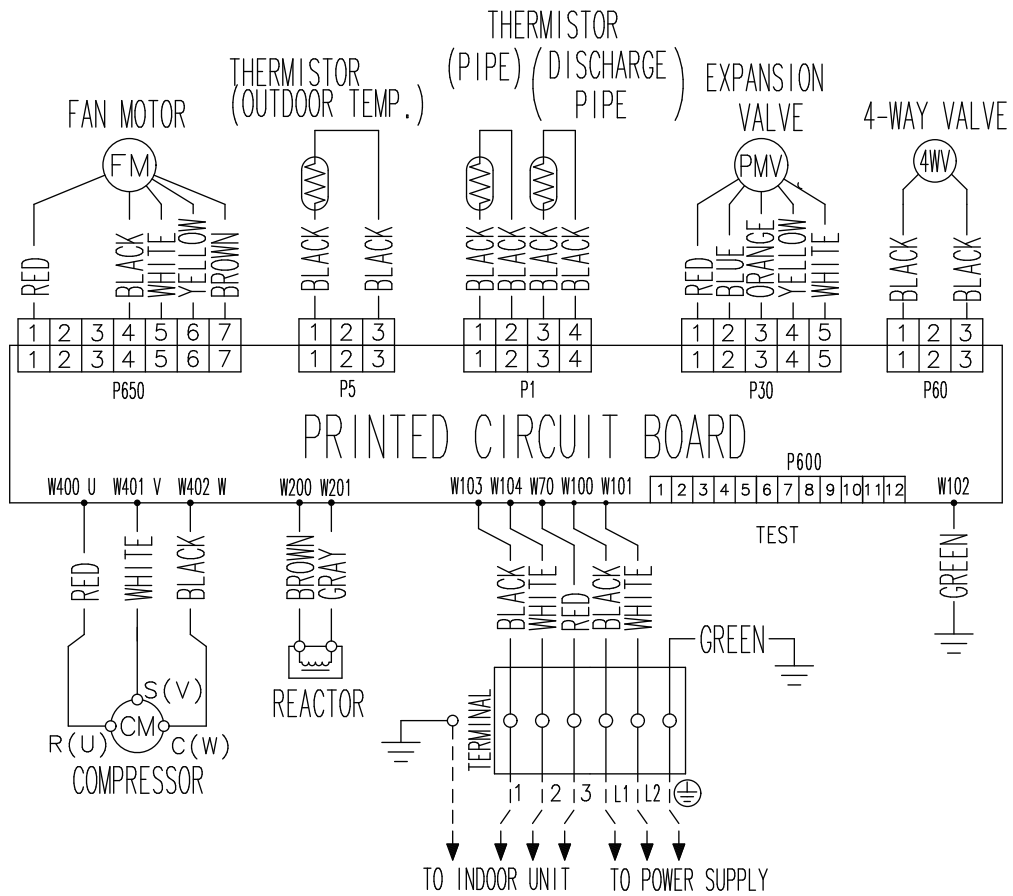 THERMISTOR
(PIPE) (DISCHARGE PIPE)
THERMISTOR
(OUTDOOR TEMP.)
EXPANSION
VALVE
FAN MOTOR
4-WAY VALVE
FM
PMV
4WV
RED BLACK WHITE YELLOW BROWN
BLACK BLACK
BLACK BLACK BLACK BLACK
RED BLUE ORANGE YELLOW WHITE
BLACK BLACK
1 2 3 4 5 6 7
1 2 3
1 2 3 4
1 2 3 4 5
1 2 3
1 2 3 4 5 6 7
1 2 3
1 2 3 4
1 2 3 4 5
1 2 3
P650 P5 P1 P30 P60
PRINTED CIRCUIT BOARD
P600
W400 U W401 V W402 W W200 W201 W103 W104 W70 W100 W101
1 2 3 4 5 6 7 8 9 10 11 12
W102
TEST
RED WHITE BLACK
BROWN GRAY
BLACK WHITE RED BLACK WHITE
GREEN
GREEN
S(V)
R(U) CM C(W)
COMPRESSOR
REACTOR
TERMINAL
1 2 3 L1 L2
TO INDOOR UNIT TO POWER SUPPLY